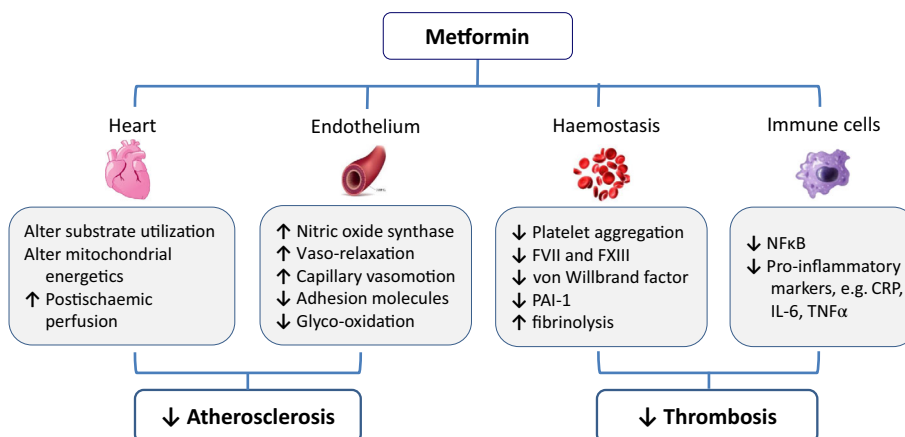 Metformin
Heart
Endothelium
Haemostasis
Immune cells
Alter substrate utilization
Alter mitochondrial
energetics
↑ Postischaemic
perfusion
↑ Nitric oxide synthase
↑ Vaso-relaxation
↑ Capillary vasomotion
↓ Adhesion molecules
↓ Glyco-oxidation
↓ Platelet aggregation
↓ FVII and FXIII
↓ von Willbrand factor
↓ PAI-1
↑ fibrinolysis
↓ NFκB
↓ Pro-inflammatory
markers, e.g. CRP,
IL-6, TNFα
↓ Atherosclerosis
↓ Thrombosis